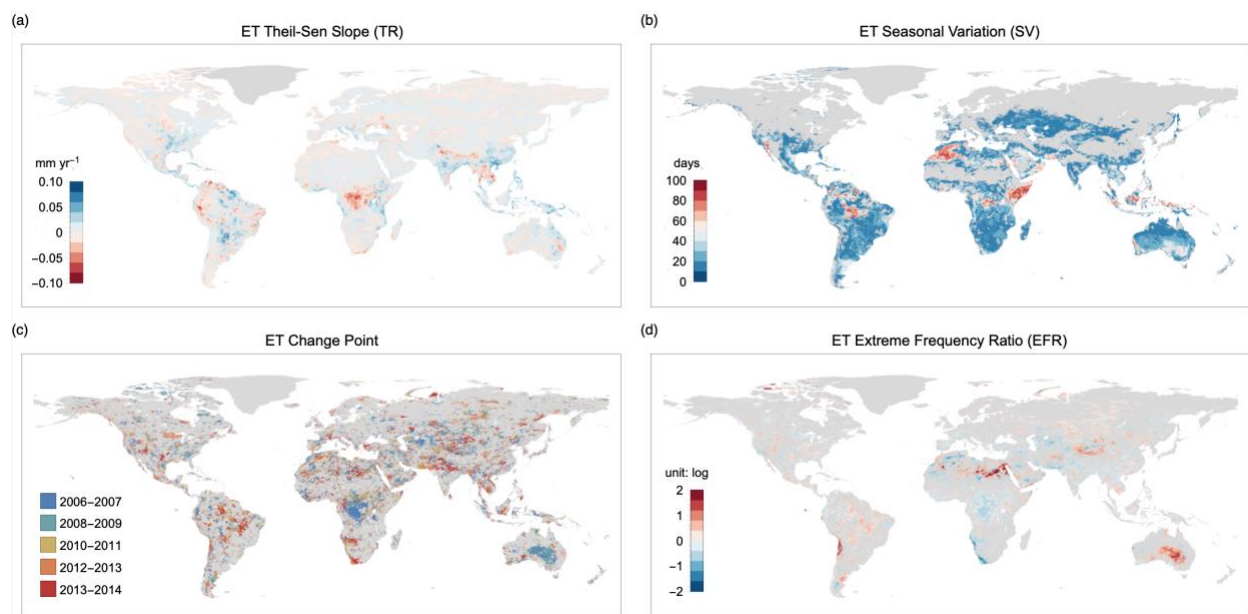 (a)
ET Theil-Sen Slope (TR)
mm yr⁻¹
0.10
0.05
0
−0.05
−0.10
(b)
ET Seasonal Variation (SV)
days
100
80
60
40
20
0
(c)
ET Change Point
2006−2007
2008−2009
2010−2011
2012−2013
2013−2014
(d)
ET Extreme Frequency Ratio (EFR)
unit: log
2
1
0
−1
−2